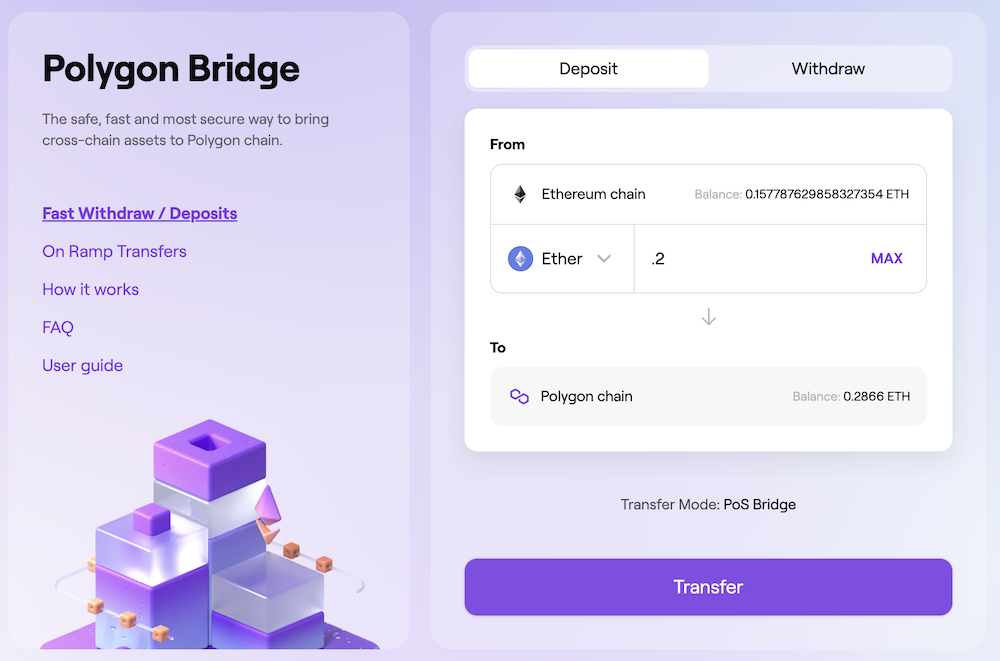 Polygon Bridge
The safe, fast and most secure way to bring
cross-chain assets to Polygon chain.
Fast Withdraw / Deposits
On Ramp Transfers
How it works
FAQ
User guide
Deposit Withdraw
From
Ethereum chain Balance: 0.157787629858327354 ETH
Ether .2 MAX
To
Polygon chain Balance: 0.2866 ETH
Transfer Mode: PoS Bridge
Transfer